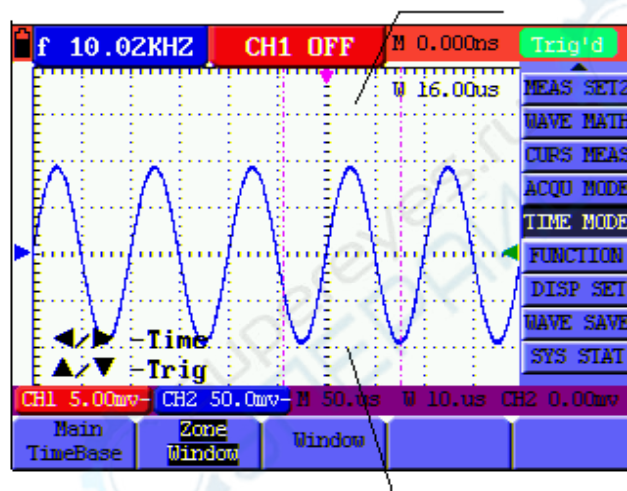 f 10.02KHZ CH1 OFF M 0.000ns Trig'd
W 16.00us
MEAS SET2
WAVE MATH
CURS MEAS
ACQU MODE
TIME MODE
FUNCTION
DISP SET
WAVE SAVE
SYS STAT
◀/▶ -Time
▲/▼ -Trig
CH1 5.00mv~ CH2 50.0mv~ M 50.us W 10.us CH2 0.00mv
Main TimeBase
Zone Window
Window